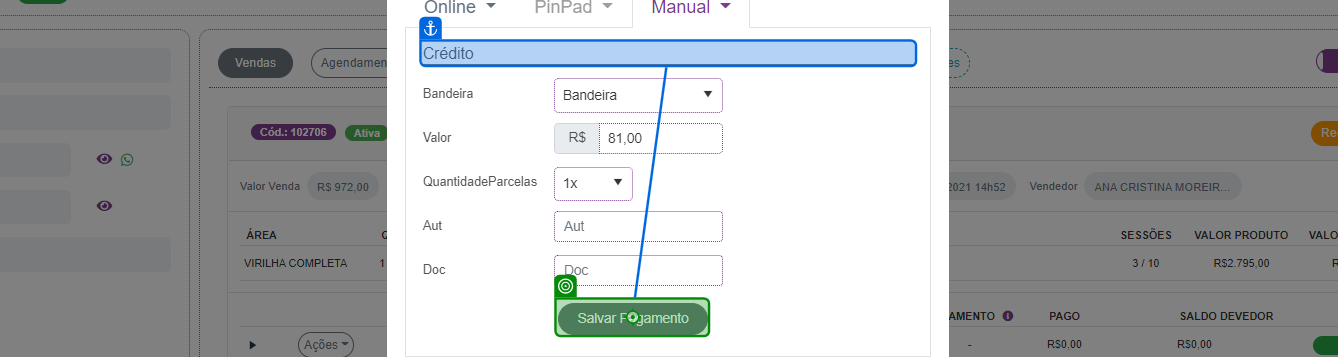 Online
PinPad
Manual
Crédito
Vendas
Agendamen
es
Bandeira
Bandeira
Valor
R$
81,00
Cód.: 102706
Ativa
Re
QuantidadeParcelas
1x
Valor Venda
R$ 972,00
2021 14h52
Vendedor
ANA CRISTINA MOREIR...
Aut
Aut
ÁREA
Q
SESSÕES
VALOR PRODUTO
VALO
VIRILHA COMPLETA
1
3 / 10
R$2.795,00
R
Doc
Doc
Salvar Pagamento
AMENTO
PAGO
SALDO DEVEDOR
Ações
-
R$0,00
R$0,00